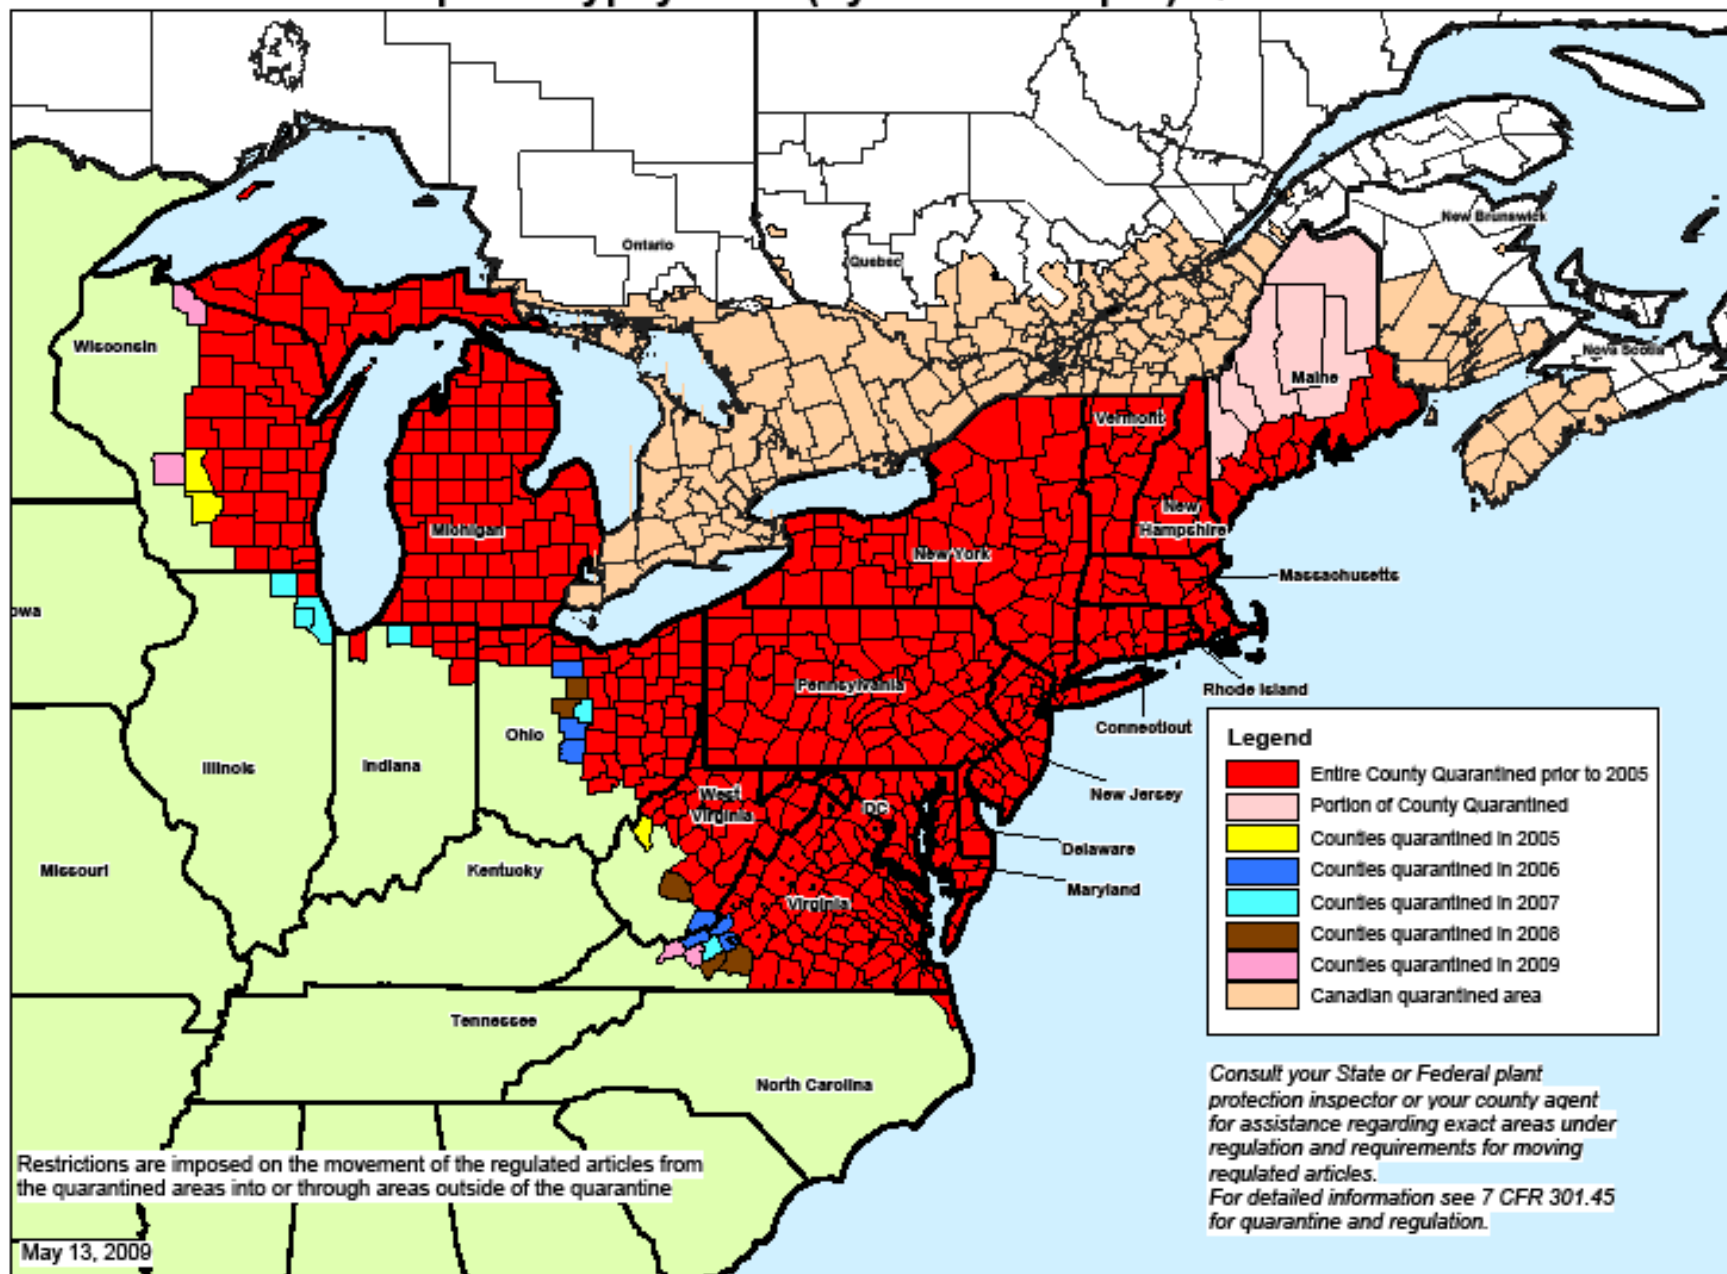 Ontario
Quebec
New Brunswick
Nova Scotia
Wisconsin
Maine
Vermont
Michigan
New
Hampshire
New York
Massachusetts
owa
Pennsylvania
Rhode Island
Connecticut
Ohio
Illinois
Indiana
West
Virginia
DC
New Jersey
Delaware
Maryland
Missouri
Kentucky
Virginia
Tennessee
North Carolina
Legend
Entire County Quarantined prior to 2005
Portion of County Quarantined
Counties quarantined in 2005
Counties quarantined in 2006
Counties quarantined in 2007
Counties quarantined in 2008
Counties quarantined in 2009
Canadian quarantined area
Consult your State or Federal plant
protection inspector or your county agent
for assistance regarding exact areas under
regulation and requirements for moving
regulated articles.
For detailed information see 7 CFR 301.45
for quarantine and regulation.
Restrictions are imposed on the movement of the regulated articles from
the quarantined areas into or through areas outside of the quarantine
May 13, 2009